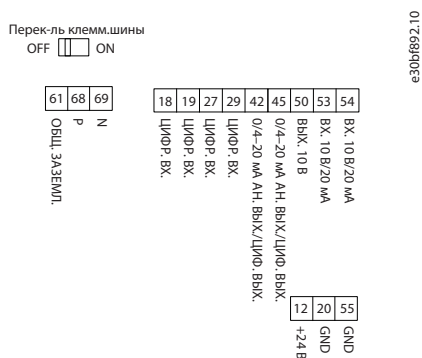 Перек-ль клемм.шины
OFF ON
61 68 69
ОБЩ. ЗАЗЕМЛ.
P
N
18 19 27 29 42 45 50 53 54
ЦИФР. ВХ.
ЦИФР. ВХ.
ЦИФР. ВХ.
ЦИФР. ВХ.
0/4–20 мА АН. ВЫХ./ЦИФ. ВЫХ.
0/4–20 мА АН. ВЫХ./ЦИФ. ВЫХ.
ВЫХ. 10 В
ВХ. 10 В/20 мА
ВХ. 10 В/20 мА
12 20 55
+24 В
GND
GND
e30bf892.10